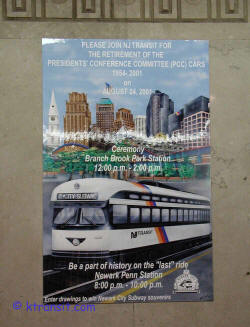 PLEASE JOIN NJ TRANSIT FOR
THE RETIREMENT OF THE
PRESIDENTS' CONFERENCE COMMITTEE (PCC) CARS
1954- 2001
on
AUGUST 24, 2001
Ceremony
Branch Brook Park Station
12:00 p.m. - 2:00 p.m.
CITY SUBWAY
NJ TRANSIT
Be a part of history on the "last" ride
Newark Penn Station
8:00 p.m. - 10:00 p.m.
*Enter drawings to win Newark City Subway souvenirs
© ktransit.com